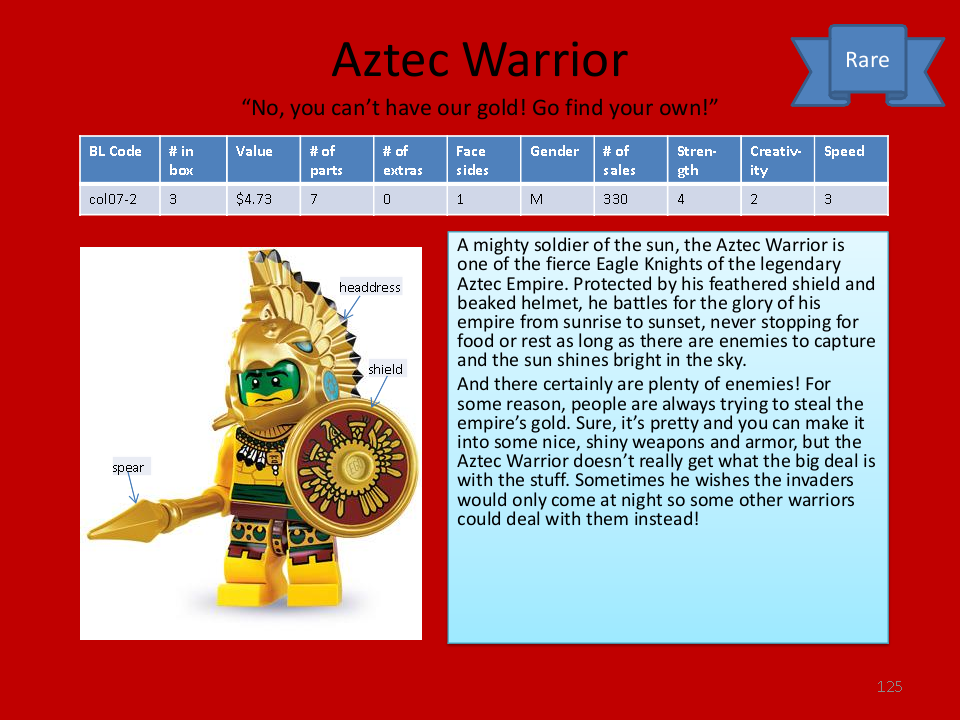 Aztec Warrior
Rare
“No, you can’t have our gold! Go find your own!”
BL Code # in box Value # of parts # of extras Face sides Gender # of sales Stren-gth Creativ-ity Speed
col07-2 3 $4.73 7 0 1 M 330 4 2 3
headdress
shield
spear
A mighty soldier of the sun, the Aztec Warrior is
one of the fierce Eagle Knights of the legendary
Aztec Empire. Protected by his feathered shield and
beaked helmet, he battles for the glory of his
empire from sunrise to sunset, never stopping for
food or rest as long as there are enemies to capture
and the sun shines bright in the sky.
And there certainly are plenty of enemies! For
some reason, people are always trying to steal the
empire’s gold. Sure, it’s pretty and you can make it
into some nice, shiny weapons and armor, but the
Aztec Warrior doesn’t really get what the big deal is
with the stuff. Sometimes he wishes the invaders
would only come at night so some other warriors
could deal with them instead!
125